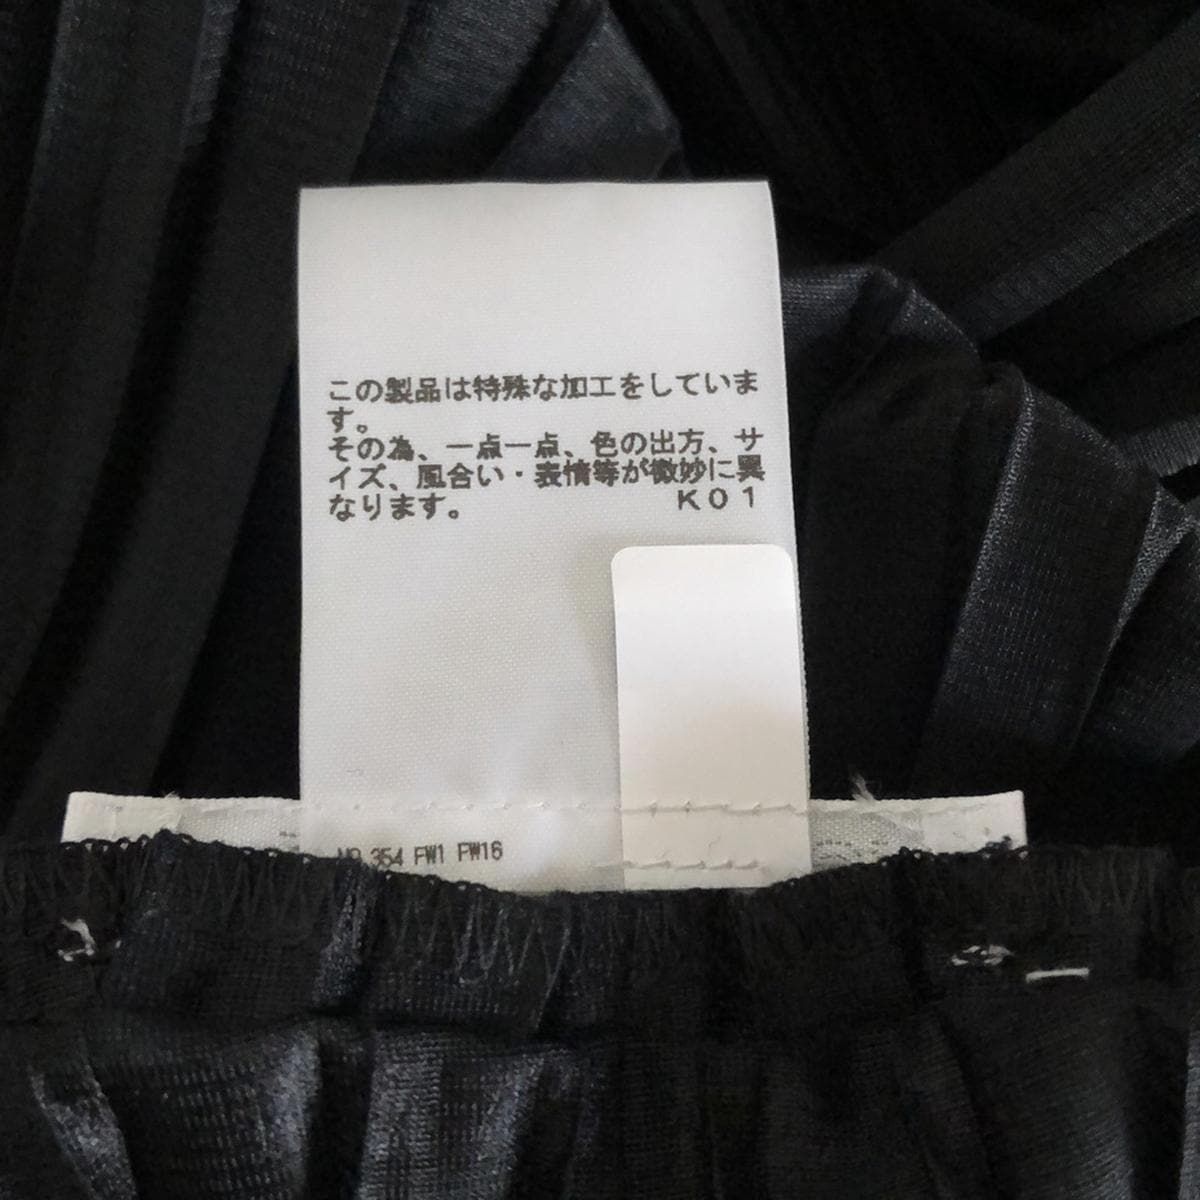 この製品は特殊な加工をしていま
す。
その為、一点一点、色の出方、サ
イズ、風合い・表情等が微妙に異
なります。 K01
354 FW1 FW16